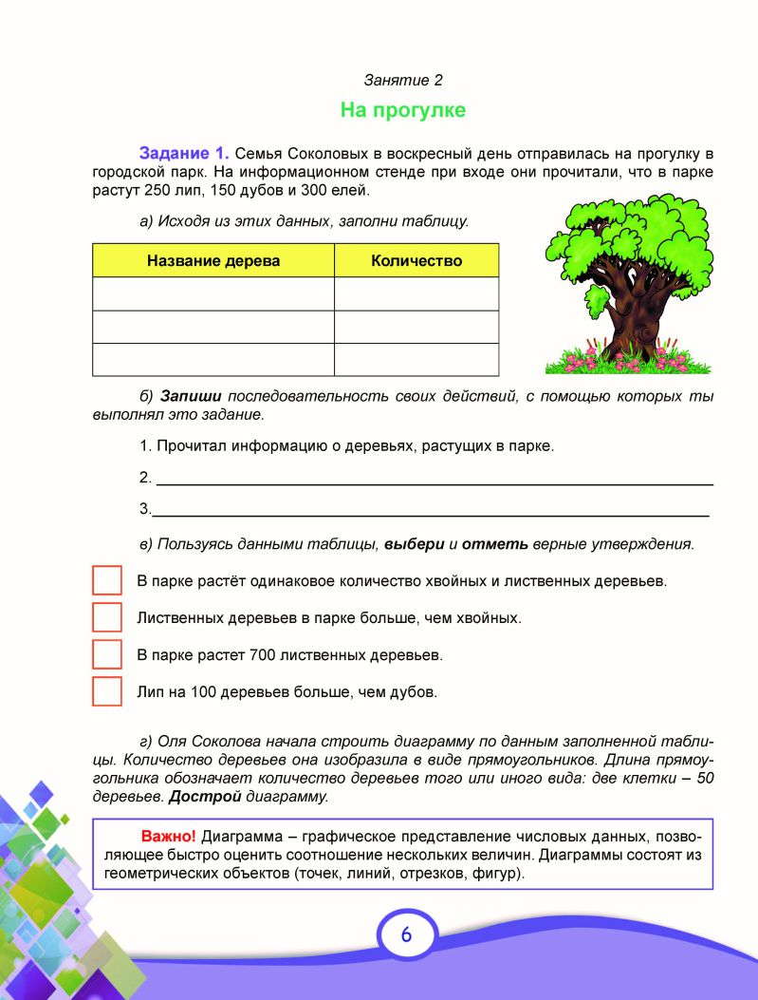 Занятие 2
На прогулке
Задание 1. Семья Соколовых в воскресный день отправилась на прогулку в
городской парк. На информационном стенде при входе они прочитали, что в парке
растут 250 лип, 150 дубов и 300 елей.
а) Исходя из этих данных, заполни таблицу.
Название дерева Количество
б) Запиши последовательность своих действий, с помощью которых ты
выполнял это задание.
1. Прочитал информацию о деревьях, растущих в парке.
2.
3.
в) Пользуясь данными таблицы, выбери и отметь верные утверждения.
В парке растёт одинаковое количество хвойных и лиственных деревьев.
Лиственных деревьев в парке больше, чем хвойных.
В парке растет 700 лиственных деревьев.
Лип на 100 деревьев больше, чем дубов.
г) Оля Соколова начала строить диаграмму по данным заполненной табли-
цы. Количество деревьев она изобразила в виде прямоугольников. Длина прямоу-
гольника обозначает количество деревьев того или иного вида: две клетки – 50
деревьев. Дострой диаграмму.
Важно! Диаграмма – графическое представление числовых данных, позво-
ляющее быстро оценить соотношение нескольких величин. Диаграммы состоят из
геометрических объектов (точек, линий, отрезков, фигур).
6